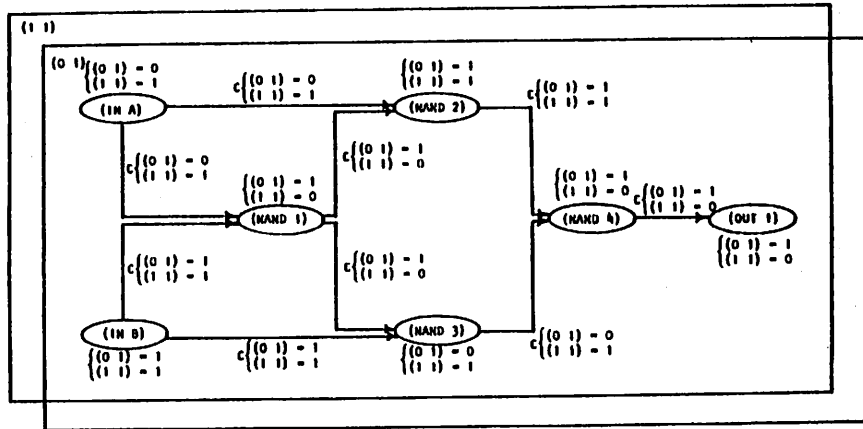 (1 1)
(0 1)
{(0 1) = 0
(1 1) = 1
(IN A)
C{(0 1) = 0
(1 1) = 1
{(0 1) = 1
(1 1) = 1
(NAND 2)
C{(0 1) = 1
(1 1) = 1
C{(0 1) = 0
(1 1) = 1
{(0 1) = 1
(1 1) = 0
(NAND 1)
C{(0 1) = 1
(1 1) = 0
{(0 1) = 1
(1 1) = 0
(NAND 4)
C{(0 1) = 1
(1 1) = 0
(OUT 1)
{(0 1) = 1
(1 1) = 0
C{(0 1) = 1
(1 1) = 1
C{(0 1) = 1
(1 1) = 0
(IN B)
{(0 1) = 1
(1 1) = 1
C{(0 1) = 1
(1 1) = 1
(NAND 3)
{(0 1) = 0
(1 1) = 1
C{(0 1) = 0
(1 1) = 1